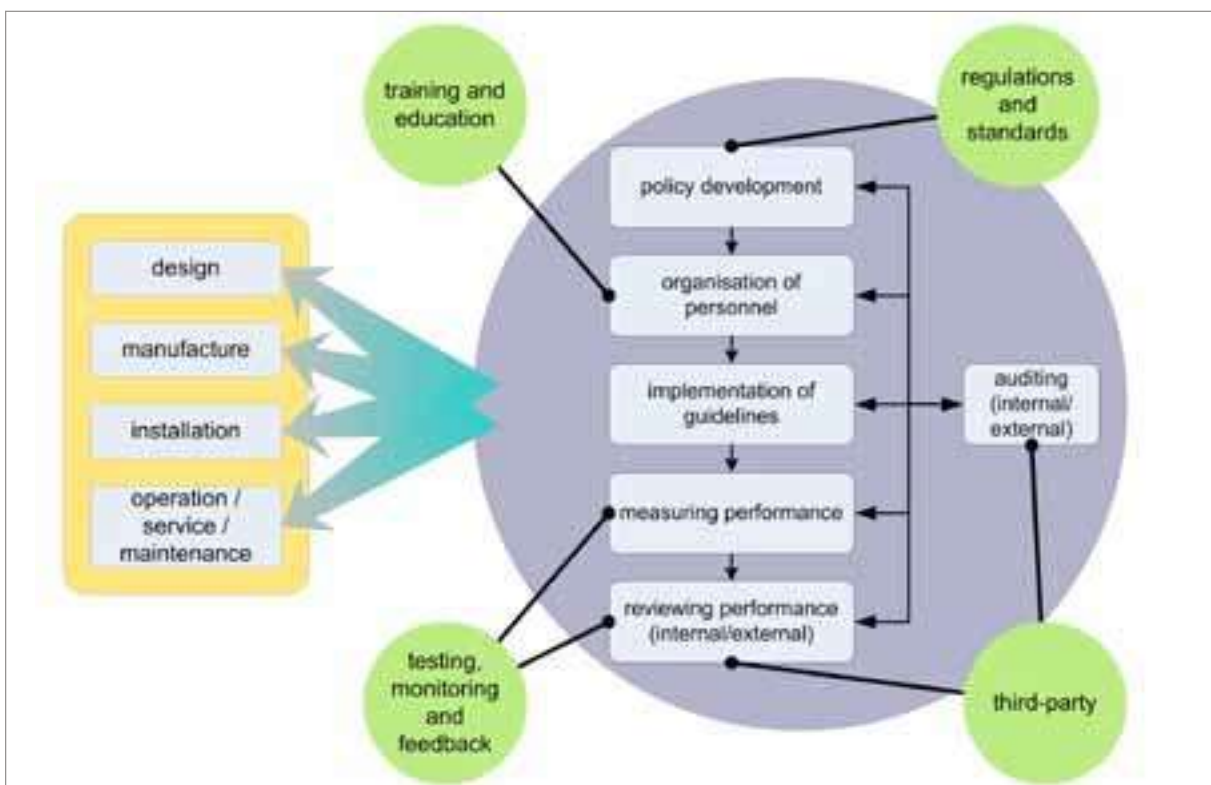 training and
education
regulations
and
standards
policy development
design
organisation of
personnel
manufacture
implementation of
guidelines
auditing
(internal/
external)
installation
operation /
service /
maintenance
measuring performance
reviewing performance
(internal/external)
testing,
monitoring
and
feedback
third-party